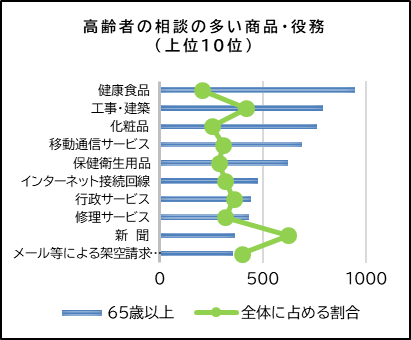 高齢者の相談の多い商品・役務
（上位10位）
健康食品
工事・建築
化粧品
移動通信サービス
保健衛生用品
インターネット接続回線
行政サービス
修理サービス
新　聞
メール等による架空請求…
0 500 1000
65歳以上 全体に占める割合